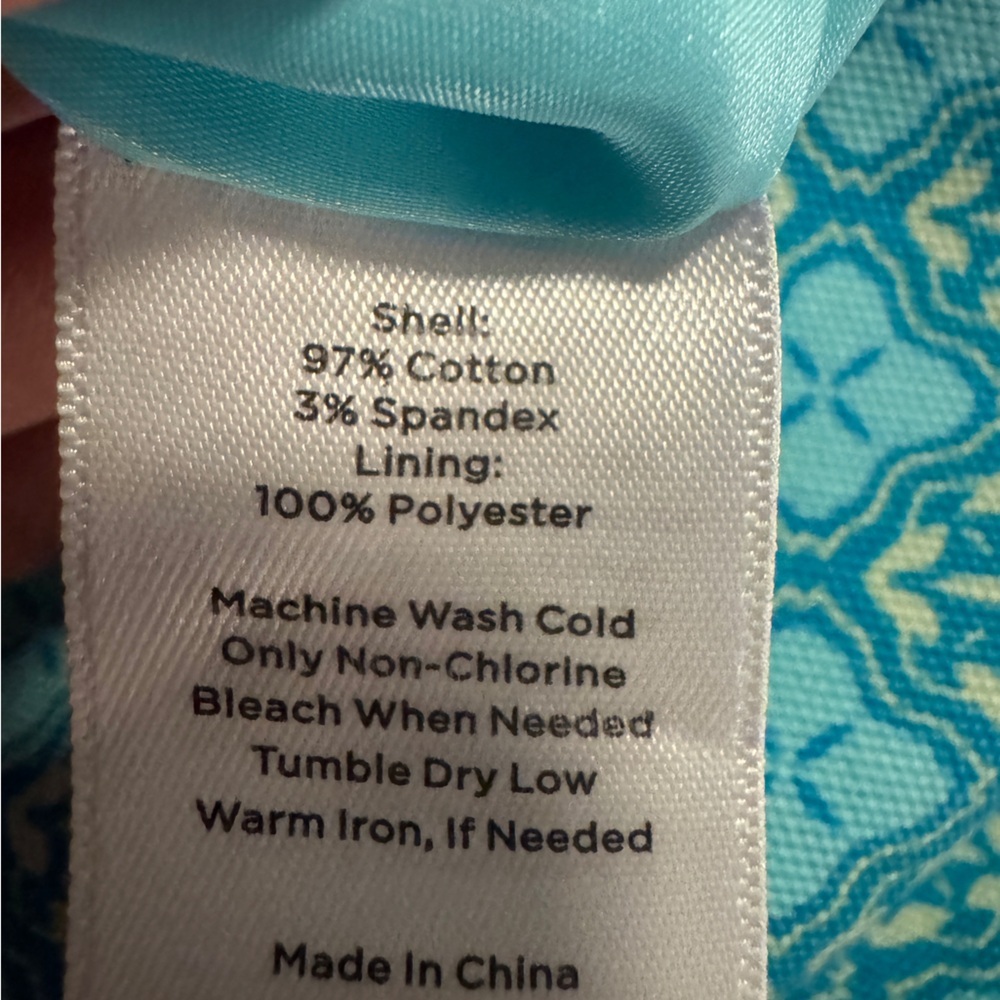 Shell:
97% Cotton
3% Spandex
Lining:
100% Polyester
Machine Wash Cold
Only Non-Chlorine
Bleach When Needed
Tumble Dry Low
Warm Iron, If Needed
Made In China